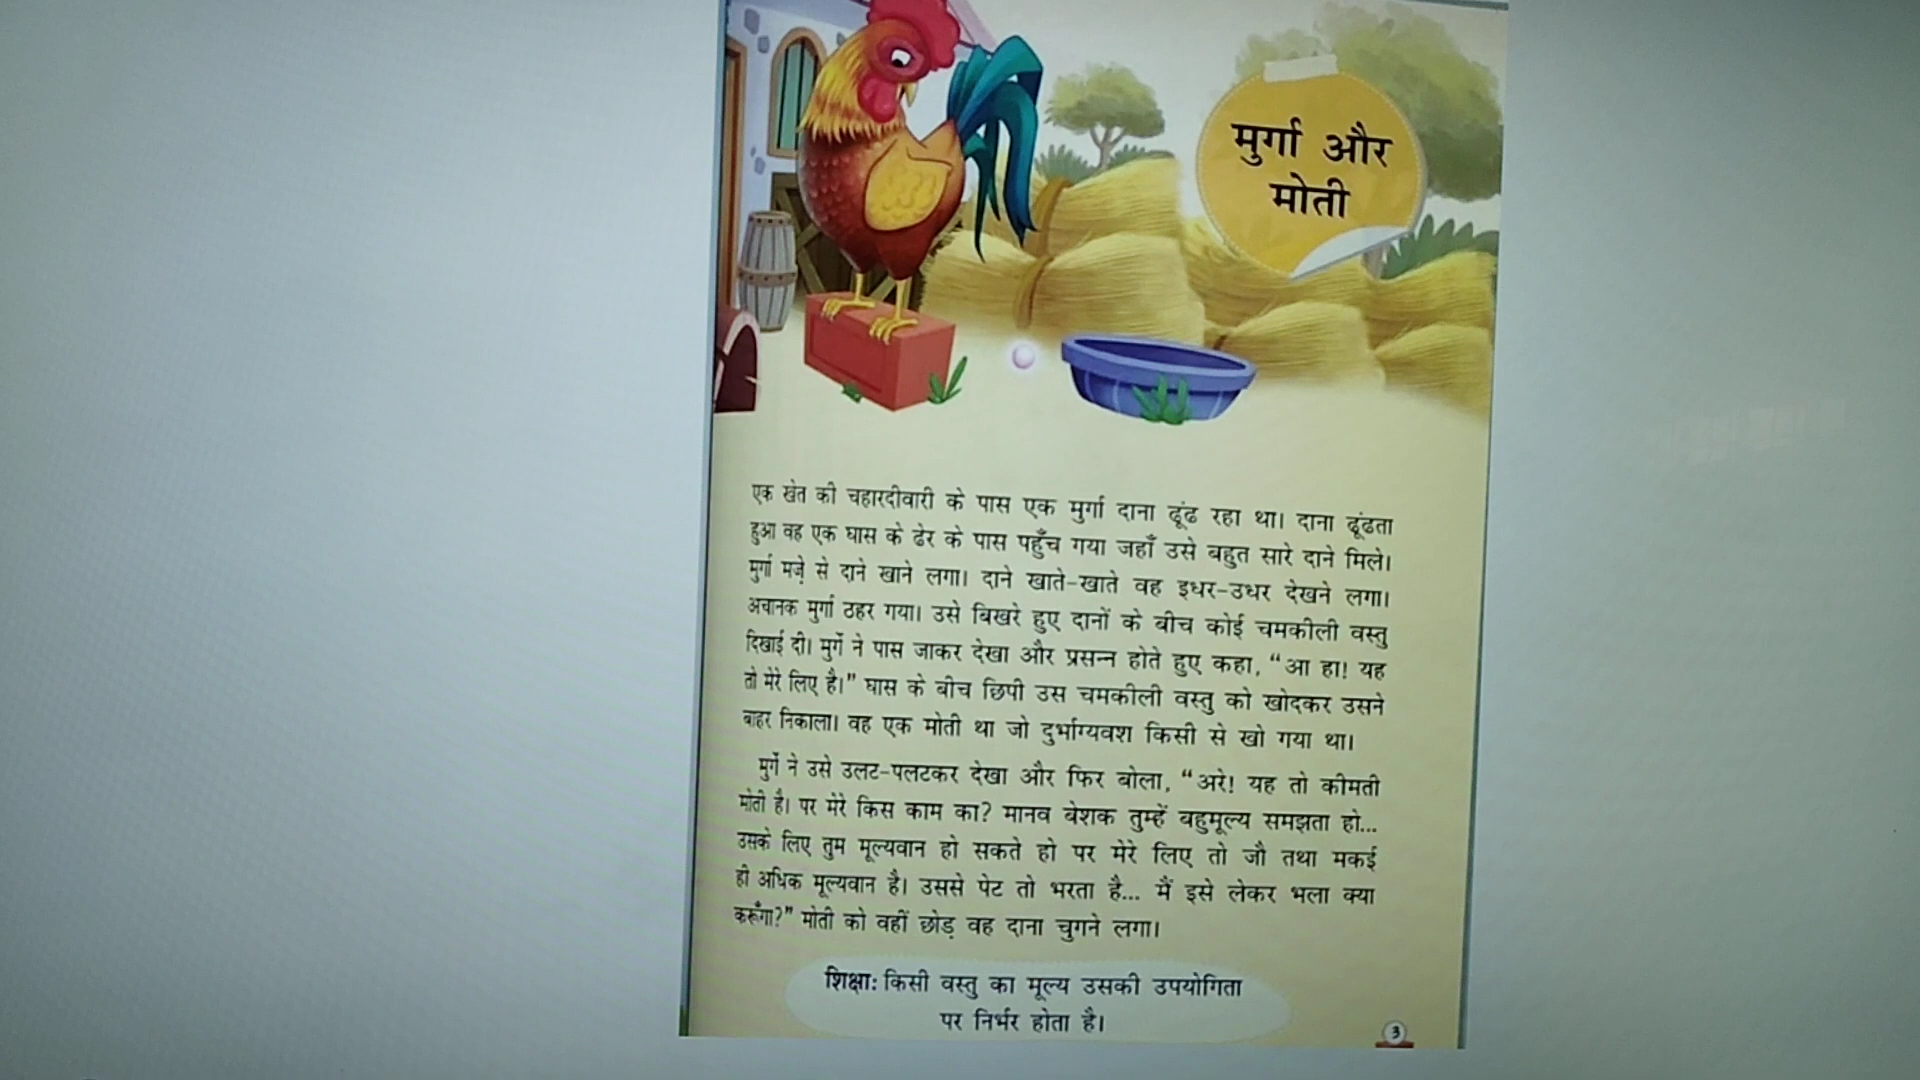 मुर्गा और
मोती
एक खेत की चहारदीवारी के पास एक मुर्गा दाना ढूंढ रहा था। दाना ढूंढता
हुआ वह एक घास के ढेर के पास पहुँच गया जहाँ उसे बहुत सारे दाने मिले।
मुर्गा मज़े से दाने खाने लगा। दाने खाते-खाते वह इधर-उधर देखने लगा।
अचानक मुर्गा ठहर गया। उसे बिखरे हुए दानों के बीच कोई चमकीली वस्तु
दिखाई दी। मुर्गे ने पास जाकर देखा और प्रसन्न होते हुए कहा, “आ हा! यह
तो मेरे लिए है।” घास के बीच छिपी उस चमकीली वस्तु को खोदकर उसने
बाहर निकाला। वह एक मोती था जो दुर्भाग्यवश किसी से खो गया था।
मुर्गे ने उसे उलट-पलटकर देखा और फिर बोला, “अरे! यह तो कीमती
मोती है। पर मेरे किस काम का? मानव बेशक तुम्हें बहुमूल्य समझता हो...
उसके लिए तुम मूल्यवान हो सकते हो पर मेरे लिए तो जौ तथा मकई
ही अधिक मूल्यवान है। उससे पेट तो भरता है... मैं इसे लेकर भला क्या
करूँगा?” मोती को वहीं छोड़ वह दाना चुगने लगा।
शिक्षा: किसी वस्तु का मूल्य उसकी उपयोगिता
पर निर्भर होता है।
3